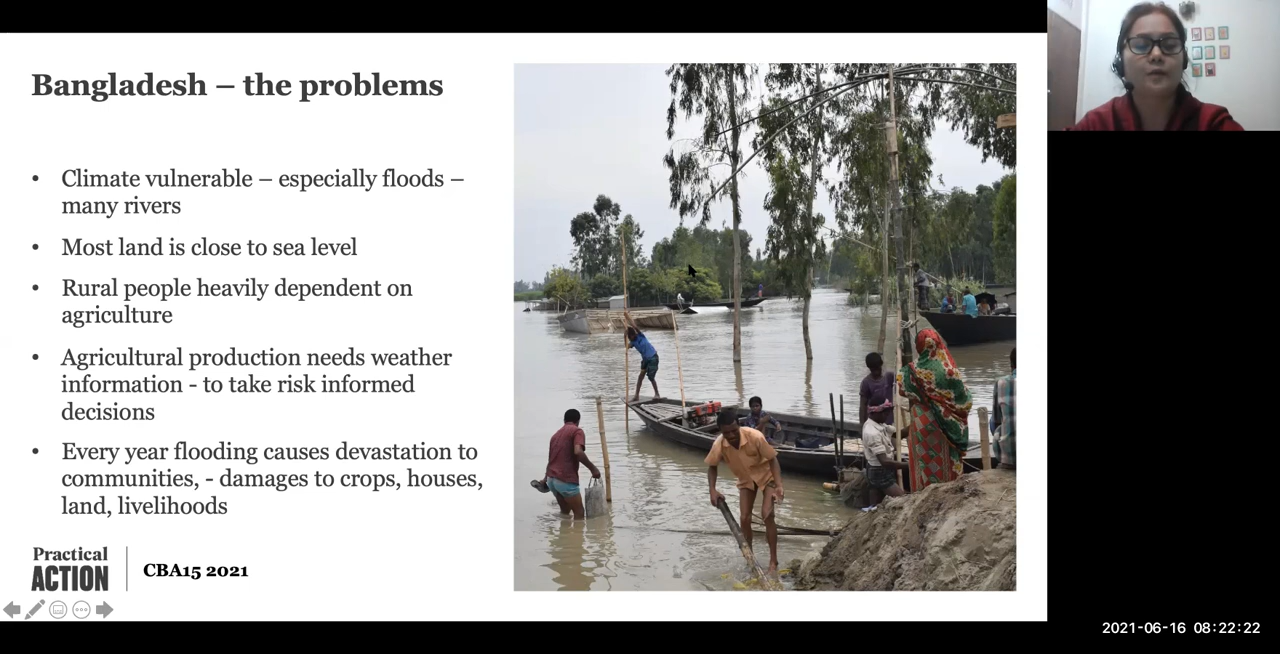 Bangladesh – the problems
• Climate vulnerable – especially floods –
many rivers
• Most land is close to sea level
• Rural people heavily dependent on
agriculture
• Agricultural production needs weather
information - to take risk informed
decisions
• Every year flooding causes devastation to
communities, - damages to crops, houses,
land, livelihoods
Practical
ACTION
CBA15 2021
2021-06-16 08:22:22